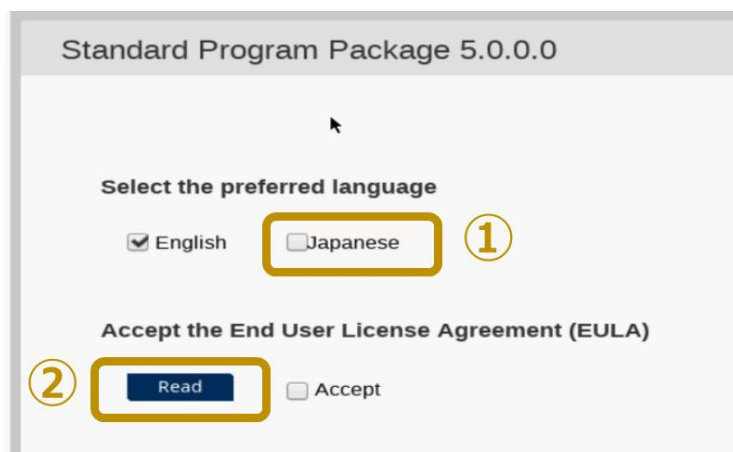 Standard Program Package 5.0.0.0
Select the preferred language
English Japanese ①
Accept the End User License Agreement (EULA)
② Read Accept